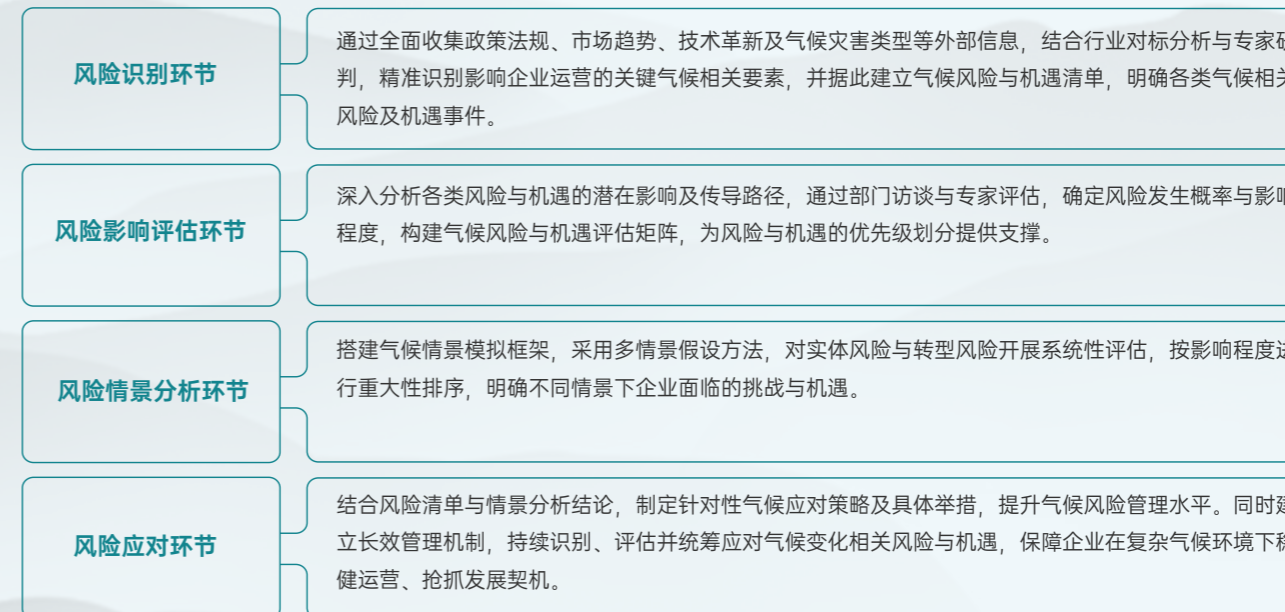 风险识别环节
通过全面收集政策法规、市场趋势、技术革新及气候灾害类型等外部信息，结合行业对标分析与专家研
判，精准识别影响企业运营的关键气候相关要素，并据此建立气候风险与机遇清单，明确各类气候相关
风险及机遇事件。
风险影响评估环节
深入分析各类风险与机遇的潜在影响及传导路径，通过部门访谈与专家评估，确定风险发生概率与影响
程度，构建气候风险与机遇评估矩阵，为风险与机遇的优先级划分提供支撑。
风险情景分析环节
搭建气候情景模拟框架，采用多情景假设方法，对实体风险与转型风险开展系统性评估，按影响程度进
行重大性排序，明确不同情景下企业面临的挑战与机遇。
风险应对环节
结合风险清单与情景分析结论，制定针对性气候应对策略及具体举措，提升气候风险管理水平。同时建
立长效管理机制，持续识别、评估并统筹应对气候变化相关风险与机遇，保障企业在复杂气候环境下稳
健运营、抢抓发展契机。